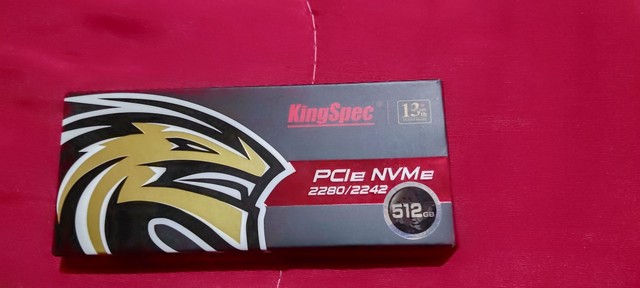 KingSpec
13
PCIe NVMe
2280/2242
512GB